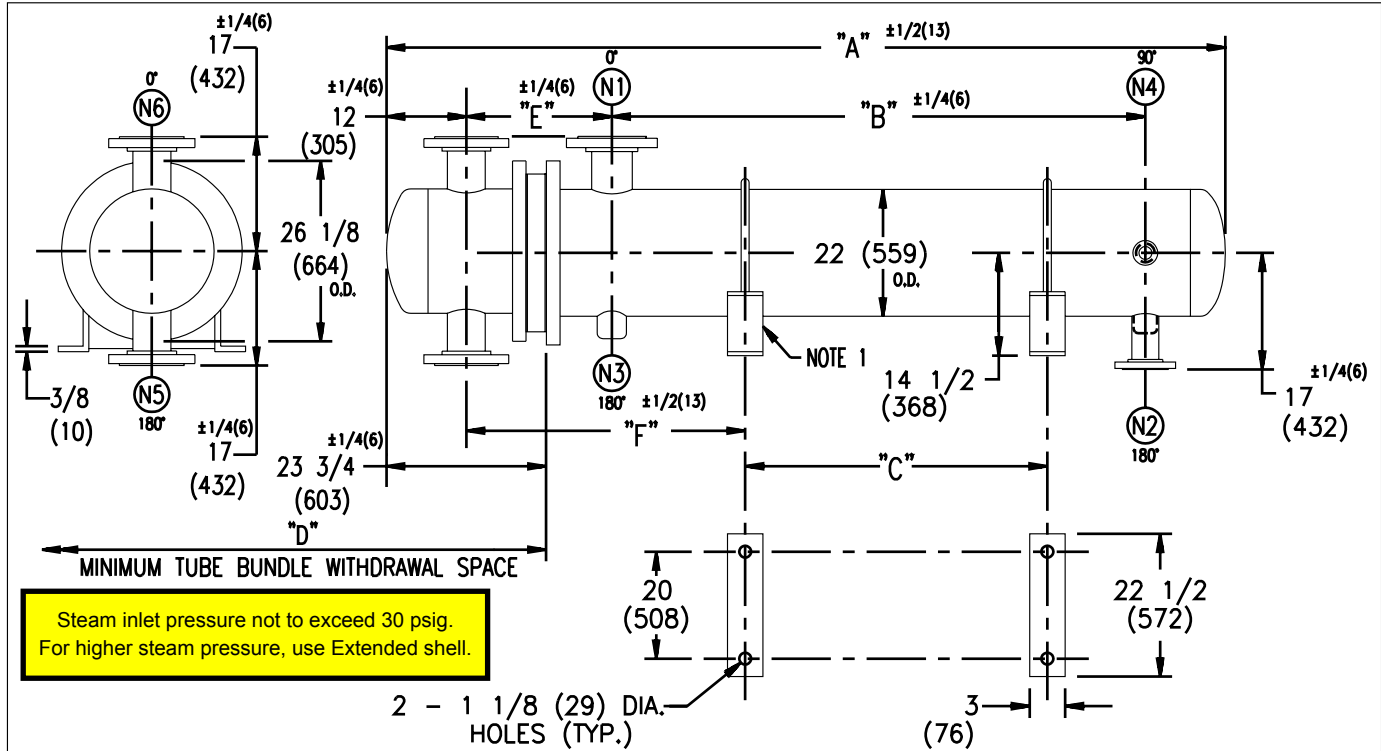 ±1/4(6)
17
(432)
0°
N6
±1/4(6)
12
(305)
±1/4(6)
"E"
0°
N1
"A" ±1/2(13)
"B" ±1/4(6)
90°
N4
26 1/8
(664)
O.D.
22 (559)
O.D.
3/8
(10)
N5
180°
±1/4(6)
17
(432)
±1/4(6)
23 3/4
(603)
N3
180°
±1/2(13)
"F"
NOTE 1
14 1/2
(368)
±1/4(6)
17
(432)
N2
180°
"C"
"D"
MINIMUM TUBE BUNDLE WITHDRAWAL SPACE
Steam inlet pressure not to exceed 30 psig.
For higher steam pressure, use Extended shell.
20
(508)
22 1/2
(572)
2 - 1 1/8 (29) DIA.
HOLES (TYP.)
3
(76)